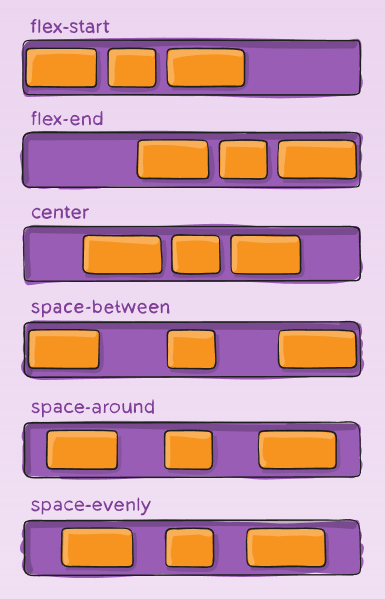 flex-start
flex-end
center
space-between
space-around
space-evenly